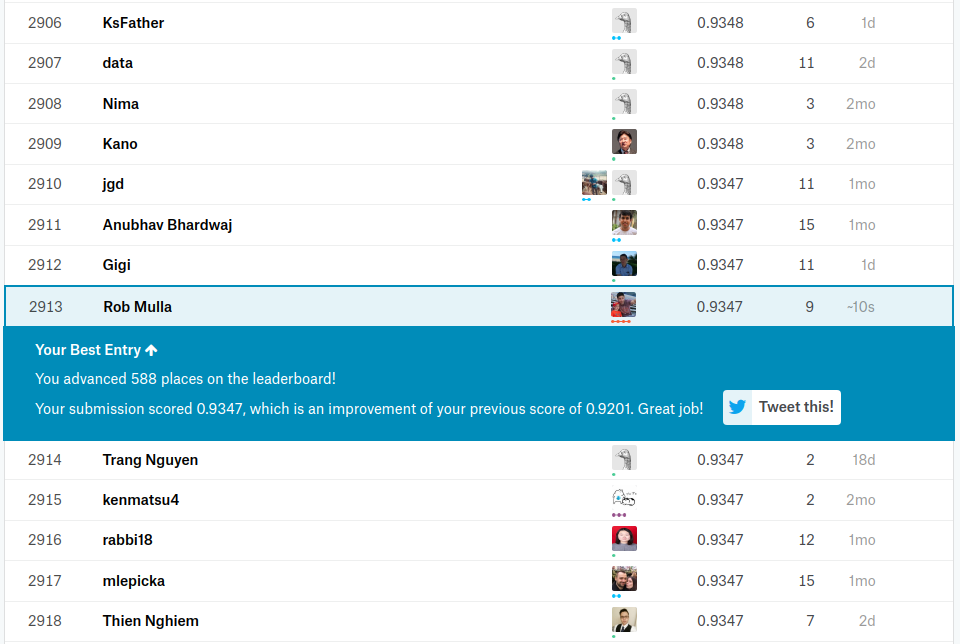 2906 KsFather 0.9348 6 1d
2907 data 0.9348 11 2d
2908 Nima 0.9348 3 2mo
2909 Kano 0.9348 3 2mo
2910 jgd 0.9347 11 1mo
2911 Anubhav Bhardwaj 0.9347 15 1mo
2912 Gigi 0.9347 11 1d
2913 Rob Mulla 0.9347 9 ~10s
Your Best Entry ↑
You advanced 588 places on the leaderboard!
Your submission scored 0.9347, which is an improvement of your previous score of 0.9201. Great job! Tweet this!
2914 Trang Nguyen 0.9347 2 18d
2915 kenmatsu4 0.9347 2 2mo
2916 rabbi18 0.9347 12 1mo
2917 mlepicka 0.9347 15 1mo
2918 Thien Nghiem 0.9347 7 2d